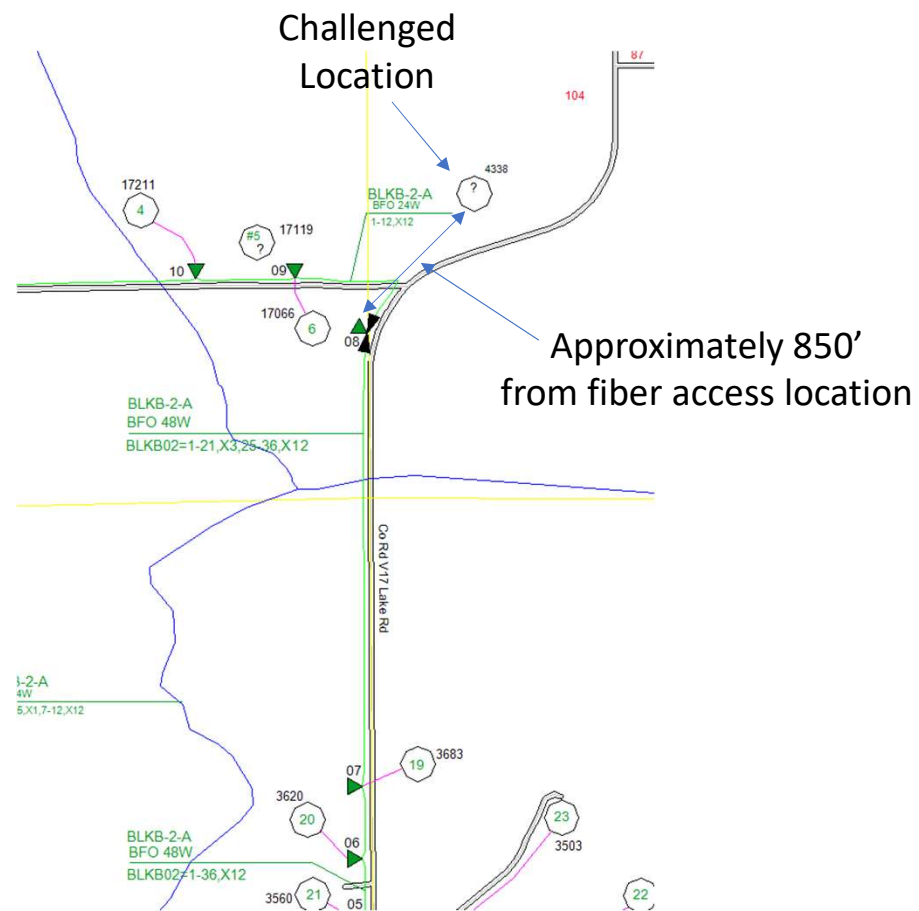 Challenged
Location
87
104
4338
?
17211
4
BLKB-2-A
BFO 24W
1-12,X12
#5
?
17119
10
09
17066
6
08
Approximately 850’
from fiber access location
BLKB-2-A
BFO 48W
BLKB02=1-21,X3,25-36,X12
Co Rd V17 Lake Rd
-2-A
4W
5,X1,7-12,X12
07
19
3683
3620
20
06
23
3503
BLKB-2-A
BFO 48W
BLKB02=1-36,X12
3560
21
05
22